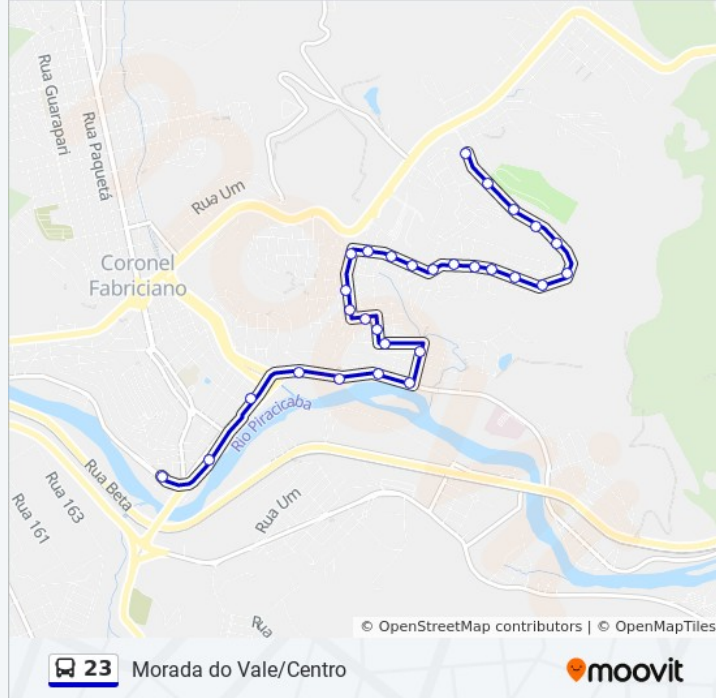 Rua Guarapari
Rua Paquetá
Rua Um
Coronel
Fabriciano
Rio Piracicaba
Rua Beta
Rua 163
Rua 161
Rua Um
Rua
© OpenStreetMap contributors | © OpenMapTiles
23 Morada do Vale/Centro
moovit